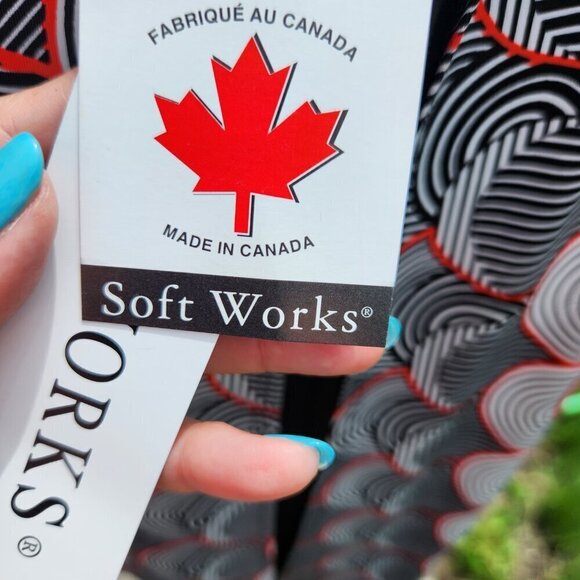 FABRIQUÉ AU CANADA
MADE IN CANADA
Soft Works®
ORKS®